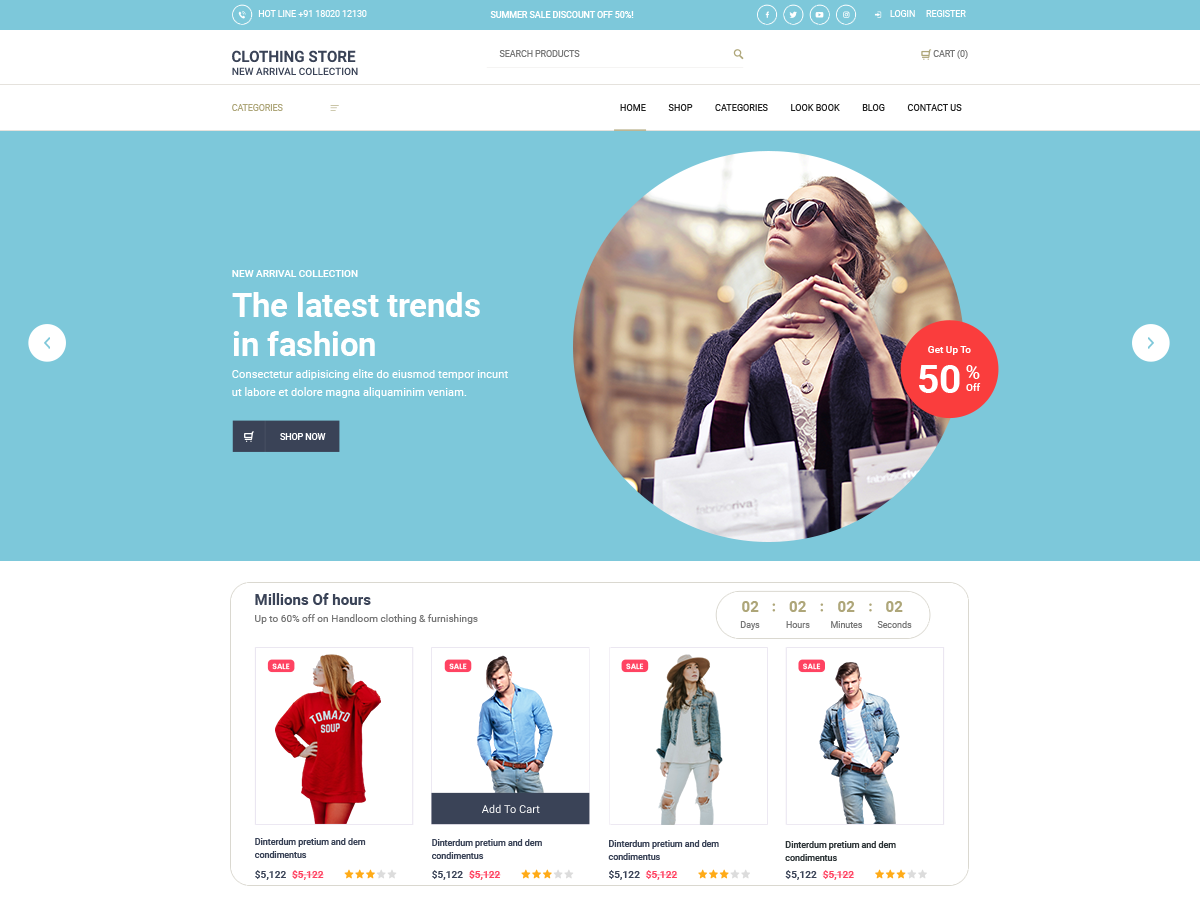 HOT LINE +91 18020 12130
SUMMER SALE DISCOUNT OFF 50%!
LOGIN REGISTER
CLOTHING STORE
NEW ARRIVAL COLLECTION
SEARCH PRODUCTS
CART (0)
CATEGORIES
HOME SHOP CATEGORIES LOOK BOOK BLOG CONTACT US
NEW ARRIVAL COLLECTION
The latest trends
in fashion
Consectetur adipisicing elite do eiusmod tempor incunt
ut labore et dolore magna aliquaminim veniam.
SHOP NOW
Get Up To
50 %
Off
fabrizioriva
fabrizioriva
Millions Of hours
Up to 60% off on Handloom clothing & furnishings
02 : 02 : 02 : 02
Days Hours Minutes Seconds
SALE
TOMATO
SOUP
SALE
Add To Cart
SALE
SALE
Dinterdum pretium and dem
condimentus
$5,122 $5,122
Dinterdum pretium and dem
condimentus
$5,122 $5,122
Dinterdum pretium and dem
condimentus
$5,122 $5,122
Dinterdum pretium and dem
condimentus
$5,122 $5,122